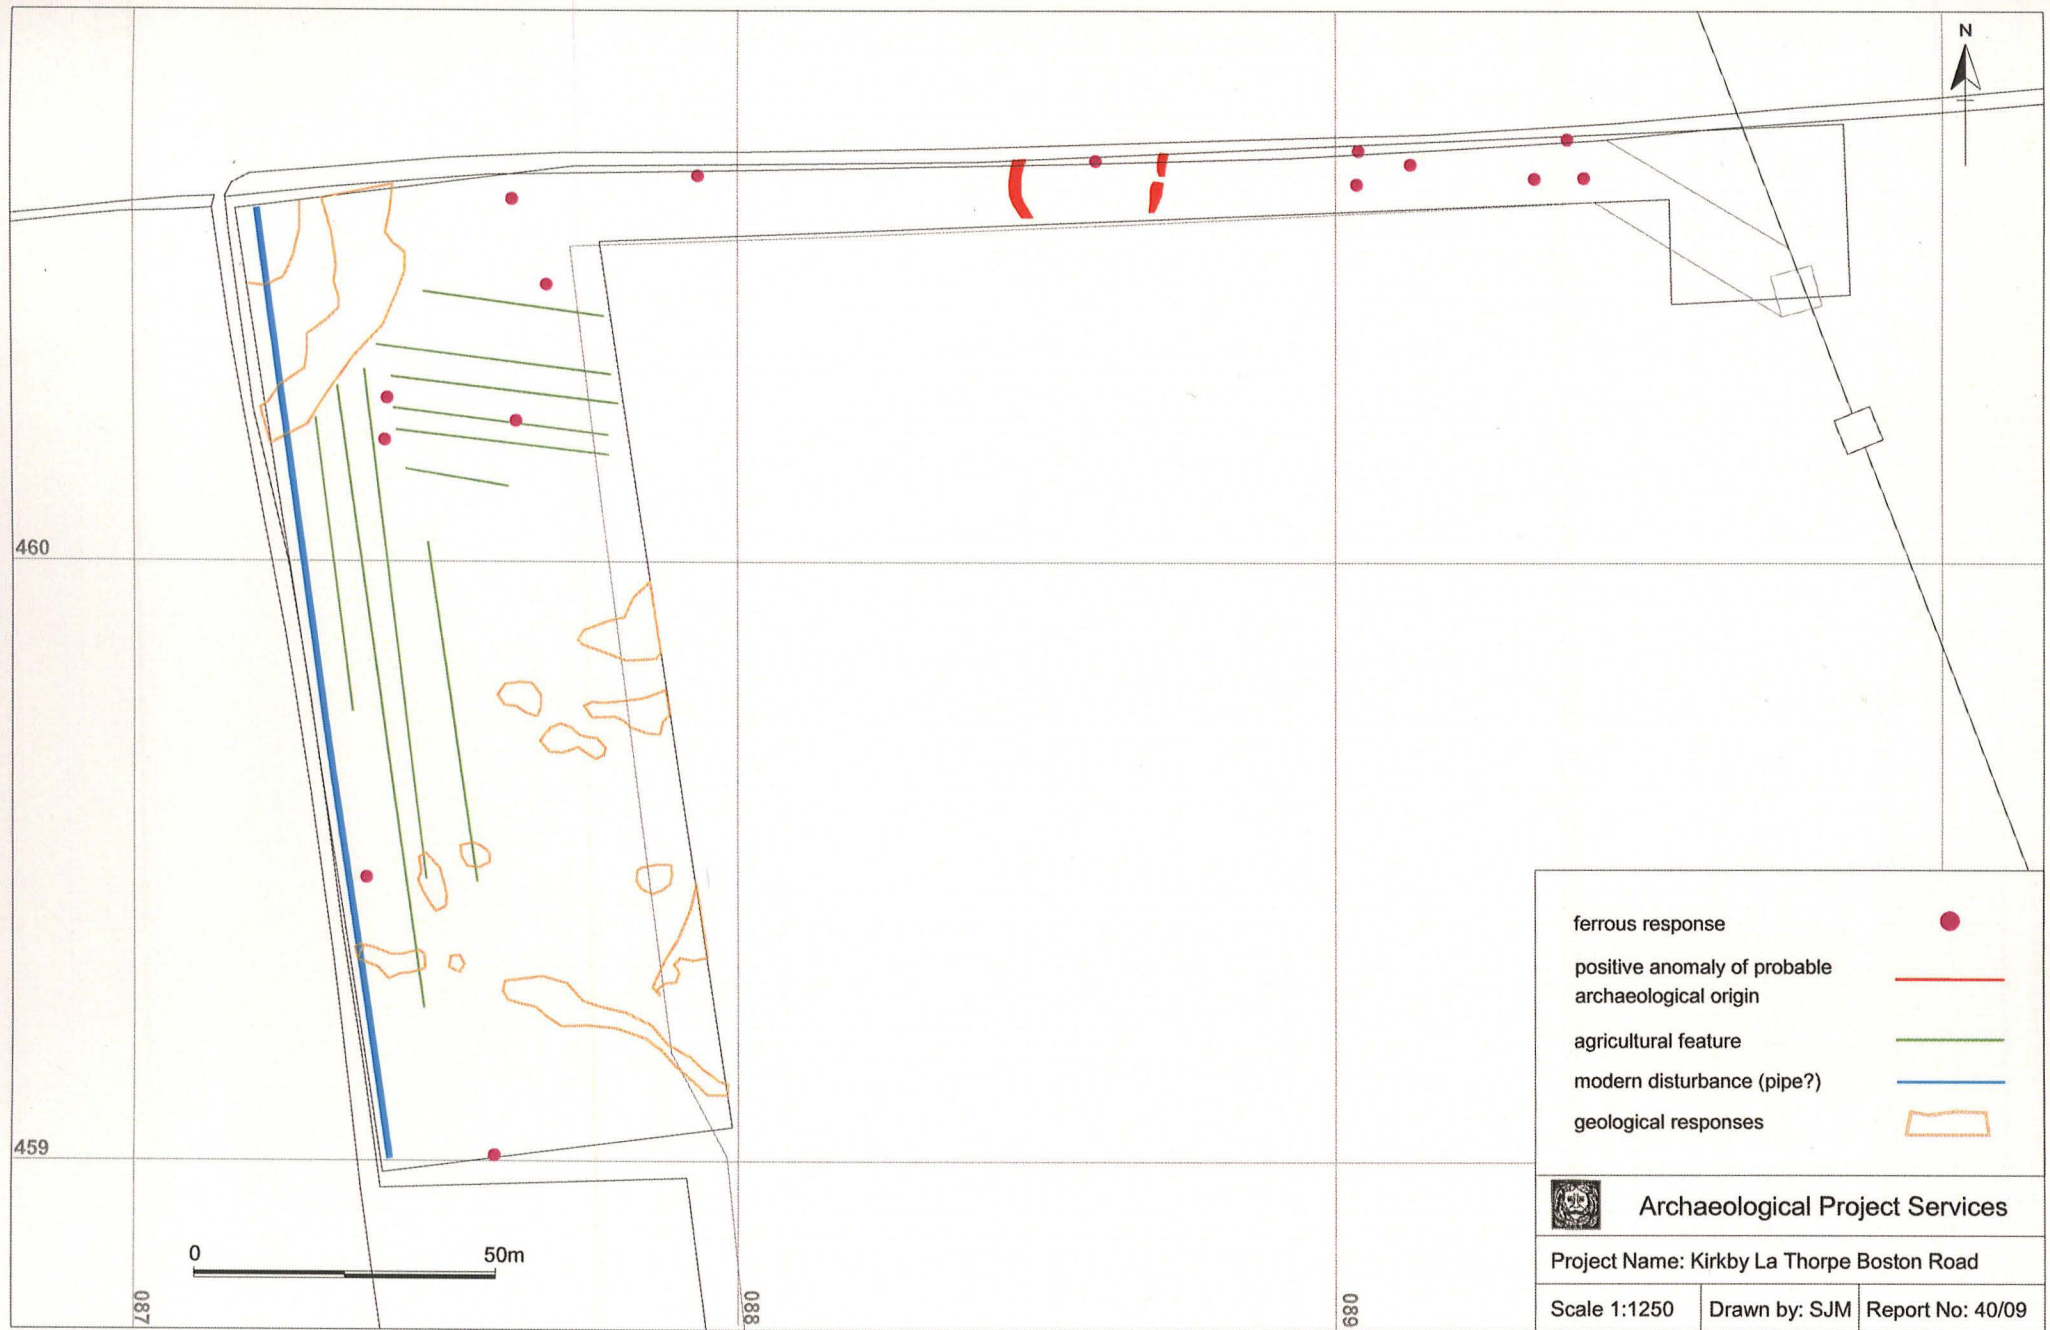 N
460
459
0 50m
087
088
089
ferrous response
positive anomaly of probable
archaeological origin
agricultural feature
modern disturbance (pipe?)
geological responses
Archaeological Project Services
Project Name: Kirkby La Thorpe Boston Road
Scale 1:1250 Drawn by: SJM Report No: 40/09